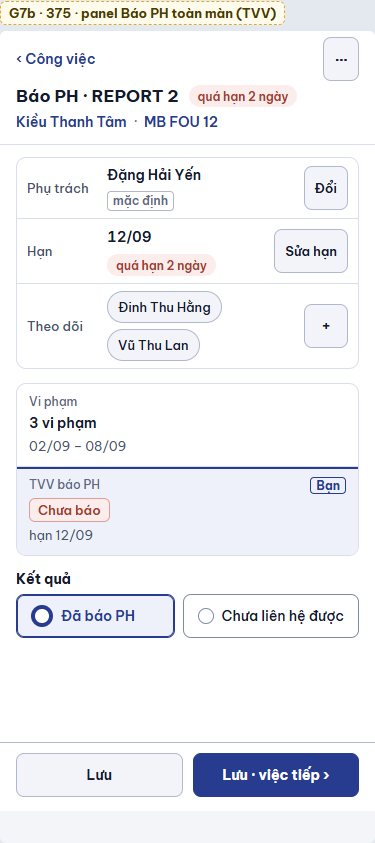 G7b · 375 · panel Báo PH toàn màn (TVV)
‹ Công việc
···
Báo PH · REPORT 2 quá hạn 2 ngày
Kiều Thanh Tâm · MB FOU 12
Phụ trách
Đặng Hải Yến
mặc định
Đổi
Hạn
12/09
quá hạn 2 ngày
Sửa hạn
Theo dõi
Đinh Thu Hằng
Vũ Thu Lan
+
Vi phạm
3 vi phạm
02/09 – 08/09
TVV báo PH
Bạn
Chưa báo
hạn 12/09
Kết quả
Đã báo PH
Chưa liên hệ được
Lưu
Lưu · việc tiếp ›